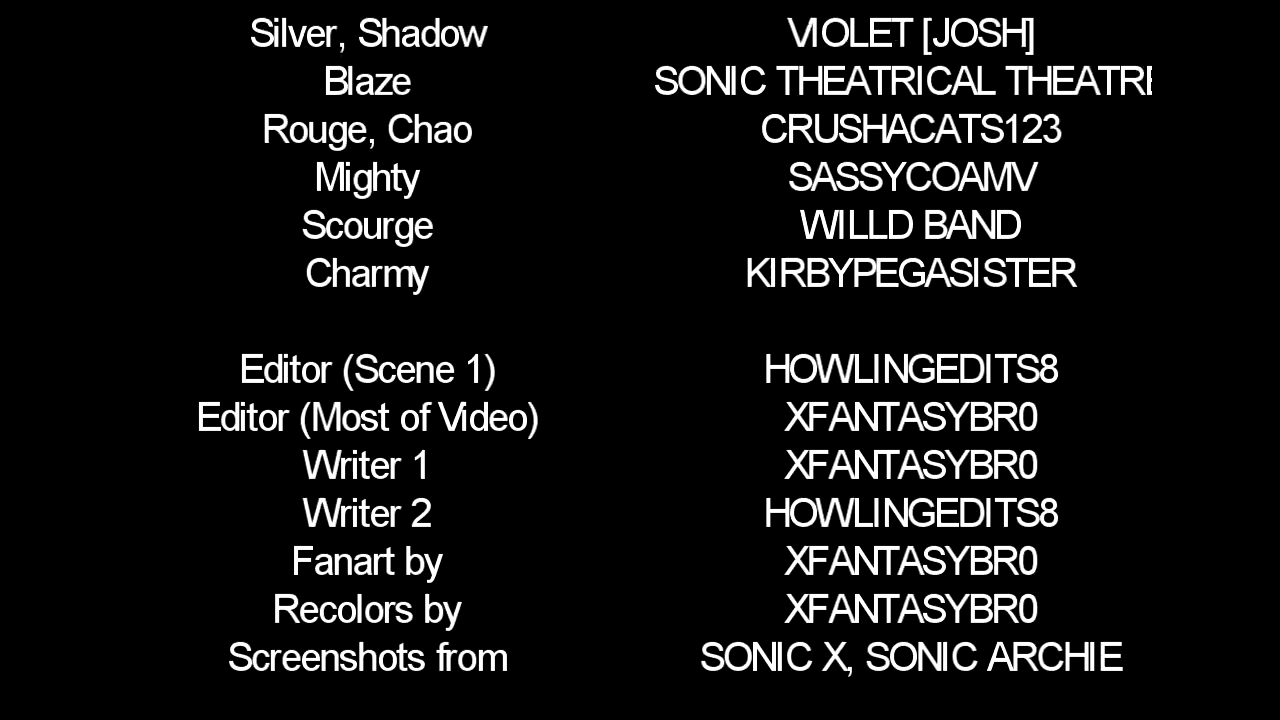 Silver, Shadow VIOLET [JOSH]
Blaze SONIC THEATRICAL THEATRE
Rouge, Chao CRUSHACATS123
Mighty SASSYCOAMV
Scourge WILLD BAND
Charmy KIRBYPEGASISTER
Editor (Scene 1) HOWLINGEDITS8
Editor (Most of Video) XFANTASYBR0
Writer 1 XFANTASYBR0
Writer 2 HOWLINGEDITS8
Fanart by XFANTASYBR0
Recolors by XFANTASYBR0
Screenshots from SONIC X, SONIC ARCHIE